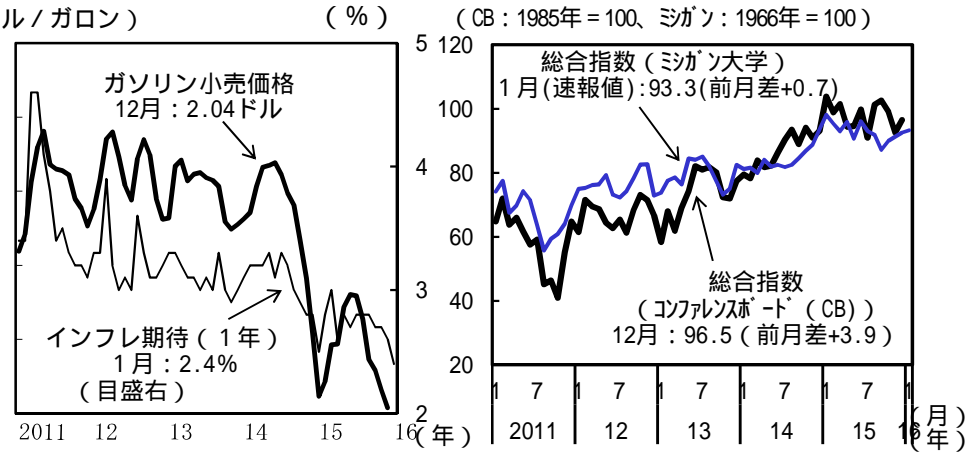 ル / ガロン )
( % )
ガソリン小売価格
12月 : 2.04ドル
インフレ期待 ( 1年 )
1月 : 2.4%
( 目盛右 )
5
4
3
2
2011 12 13 14 15 16
( 年 )
( CB : 1985年 = 100、 ﾐｼｶﾞﾝ : 1966年 = 100 )
120
100
80
60
40
20
総合指数 ( ﾐｼｶﾞﾝ大学 )
1月(速報値) : 93.3(前月差+0.7)
総合指数
( ｺﾝﾌｧﾚﾝｽﾎﾞｰﾄﾞ ( CB) )
12月 : 96.5 ( 前月差+3.9 )
1 7 1 7 1 7 1 7 1 7 1
( 月 )
2011 12 13 14 15 16
( 年 )